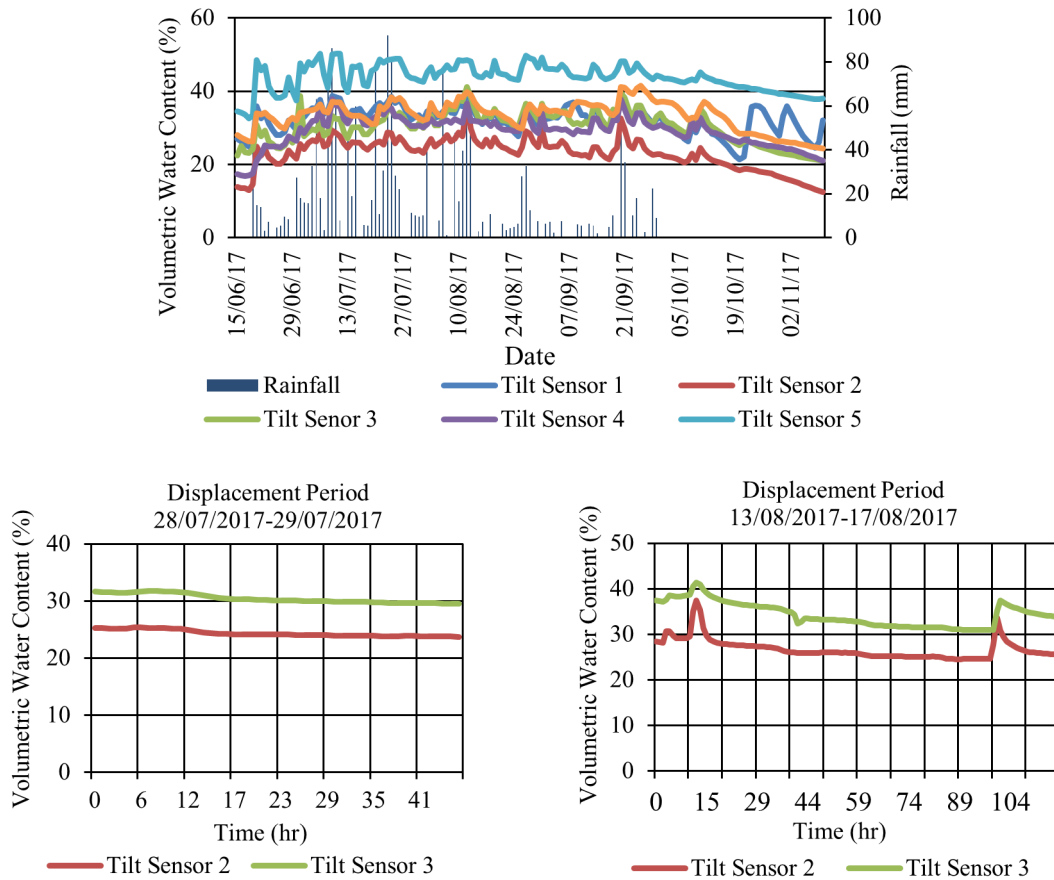 Volumetric Water Content (%)
60
40
20
0
100
80
60
40
20
0
Rainfall (mm)
15/06/17
29/06/17
13/07/17
27/07/17
10/08/17
24/08/17
07/09/17
21/09/17
05/10/17
19/10/17
02/11/17
Date
Rainfall
Tilt Sensor 1
Tilt Sensor 2
Tilt Senor 3
Tilt Sensor 4
Tilt Sensor 5
Displacement Period
28/07/2017-29/07/2017
Volumetric Water Content (%)
40
30
20
10
0
0 6 12 17 23 29 35 41
Time (hr)
Tilt Sensor 2
Tilt Sensor 3
Displacement Period
13/08/2017-17/08/2017
Volumetric Water Content (%)
50
40
30
20
10
0
0 15 29 44 59 74 89 104
Time (hr)
Tilt Sensor 2
Tilt Sensor 3